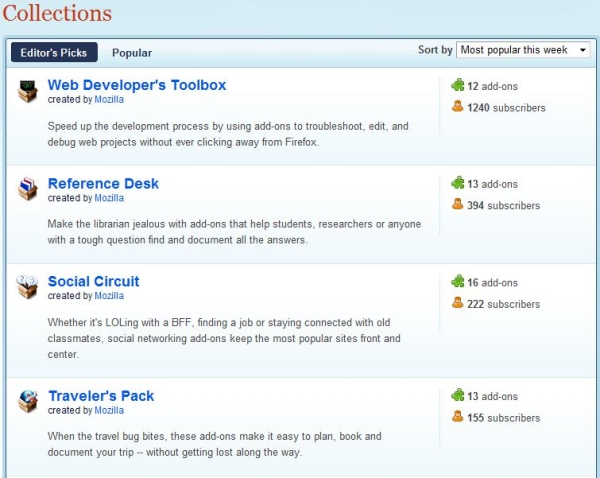 Collections
Editor's Picks Popular Sort by Most popular this week
Web Developer's Toolbox
created by Mozilla
12 add-ons
1240 subscribers
Speed up the development process by using add-ons to troubleshoot, edit, and
debug web projects without ever clicking away from Firefox.
Reference Desk
created by Mozilla
13 add-ons
394 subscribers
Make the librarian jealous with add-ons that help students, researchers or anyone
with a tough question find and document all the answers.
Social Circuit
created by Mozilla
16 add-ons
222 subscribers
Whether it's LOLing with a BFF, finding a job or staying connected with old
classmates, social networking add-ons keep the most popular sites front and
center.
Traveler's Pack
created by Mozilla
13 add-ons
155 subscribers
When the travel bug bites, these add-ons make it easy to plan, book and
document your trip -- without getting lost along the way.